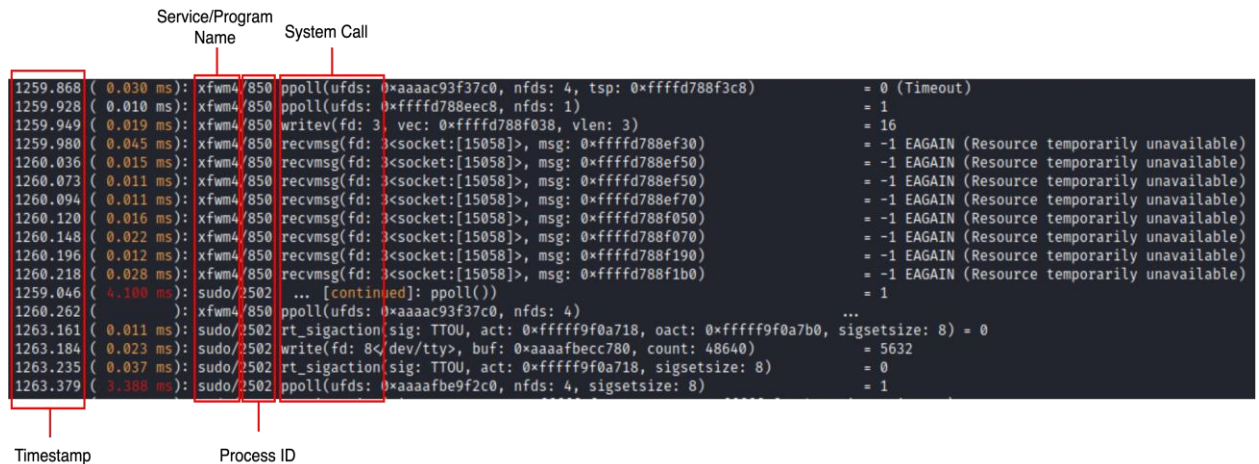 Service/Program
Name
System Call
1259.868 ( 0.030 ms): xfwm4/850 ppoll(ufds: 0×aaaac93f37c0, nfds: 4, tsp: 0×ffffd788f3c8) = 0 (Timeout)
1259.928 ( 0.010 ms): xfwm4/850 ppoll(ufds: 0×ffffd788eec8, nfds: 1) = 1
1259.949 ( 0.019 ms): xfwm4/850 writev(fd: 3, vec: 0×ffffd788f038, vlen: 3) = 16
1259.980 ( 0.045 ms): xfwm4/850 recvmsg(fd: 3<socket:[15058]>, msg: 0×ffffd788ef30) = -1 EAGAIN (Resource temporarily unavailable)
1260.036 ( 0.015 ms): xfwm4/850 recvmsg(fd: 3<socket:[15058]>, msg: 0×ffffd788ef50) = -1 EAGAIN (Resource temporarily unavailable)
1260.073 ( 0.011 ms): xfwm4/850 recvmsg(fd: 3<socket:[15058]>, msg: 0×ffffd788ef50) = -1 EAGAIN (Resource temporarily unavailable)
1260.094 ( 0.011 ms): xfwm4/850 recvmsg(fd: 3<socket:[15058]>, msg: 0×ffffd788ef70) = -1 EAGAIN (Resource temporarily unavailable)
1260.120 ( 0.016 ms): xfwm4/850 recvmsg(fd: 3<socket:[15058]>, msg: 0×ffffd788f050) = -1 EAGAIN (Resource temporarily unavailable)
1260.148 ( 0.022 ms): xfwm4/850 recvmsg(fd: 3<socket:[15058]>, msg: 0×ffffd788f070) = -1 EAGAIN (Resource temporarily unavailable)
1260.196 ( 0.012 ms): xfwm4/850 recvmsg(fd: 3<socket:[15058]>, msg: 0×ffffd788f190) = -1 EAGAIN (Resource temporarily unavailable)
1260.218 ( 0.028 ms): xfwm4/850 recvmsg(fd: 3<socket:[15058]>, msg: 0×ffffd788f1b0) = -1 EAGAIN (Resource temporarily unavailable)
1259.046 ( 4.100 ms): sudo/2502 ... [continued]: ppoll()) = 1
1260.262 ( ): xfwm4/850 ppoll(ufds: 0×aaaac93f37c0, nfds: 4) ...
1263.161 ( 0.011 ms): sudo/2502 rt_sigaction(sig: TTOU, act: 0×fffff9f0a718, oact: 0×fffff9f0a7b0, sigsetsize: 8) = 0
1263.184 ( 0.023 ms): sudo/2502 write(fd: 8</dev/tty>, buf: 0×aaaafbecc780, count: 48640) = 5632
1263.235 ( 0.037 ms): sudo/2502 rt_sigaction(sig: TTOU, act: 0×fffff9f0a718, sigsetsize: 8) = 0
1263.379 ( 3.388 ms): sudo/2502 ppoll(ufds: 0×aaaafbe9f2c0, nfds: 4, sigsetsize: 8) = 1
Timestamp
Process ID